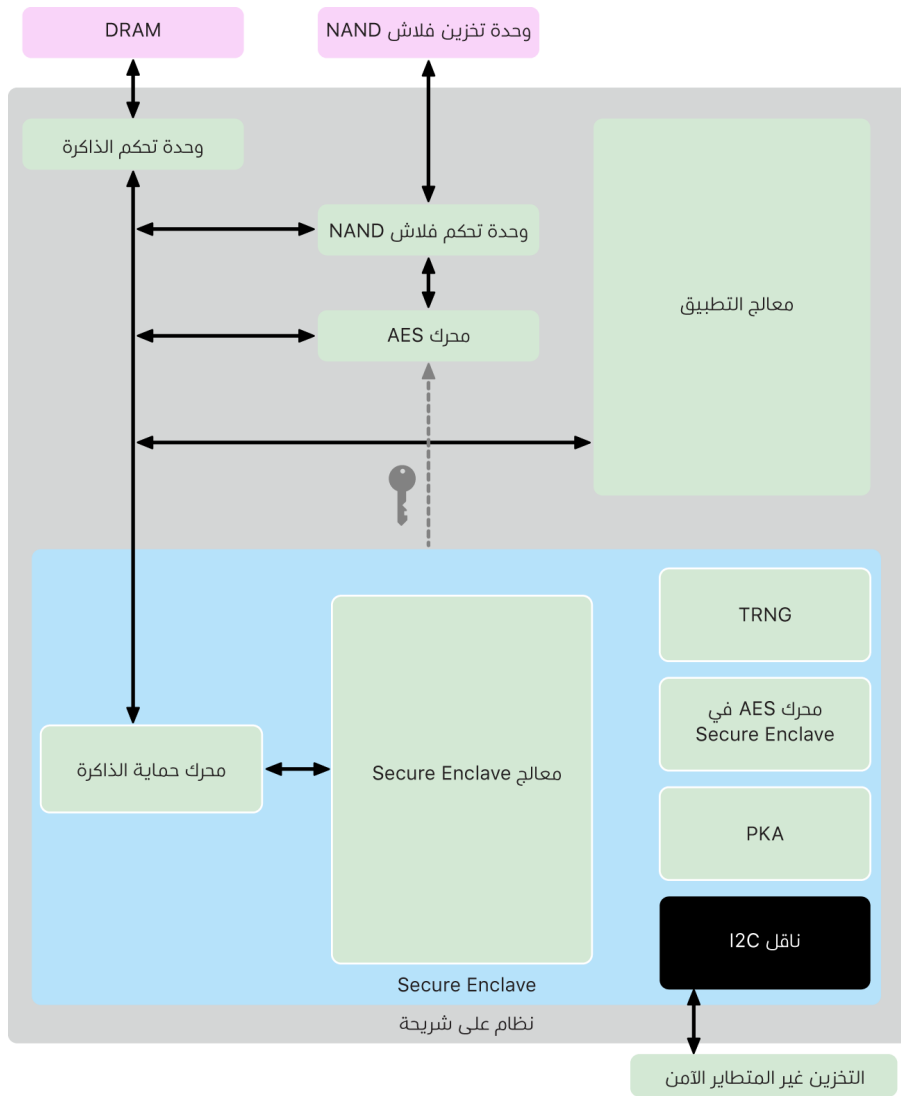 DRAM
وحدة تخزين فلاش NAND
وحدة تحكم الذاكرة
وحدة تحكم فلاش NAND
محرك AES
معالج التطبيق
TRNG
محرك AES في
Secure Enclave
PKA
ناقل I2C
معالج Secure Enclave
محرك حماية الذاكرة
Secure Enclave
نظام على شريحة
التخزين غير المتطاير الآمن